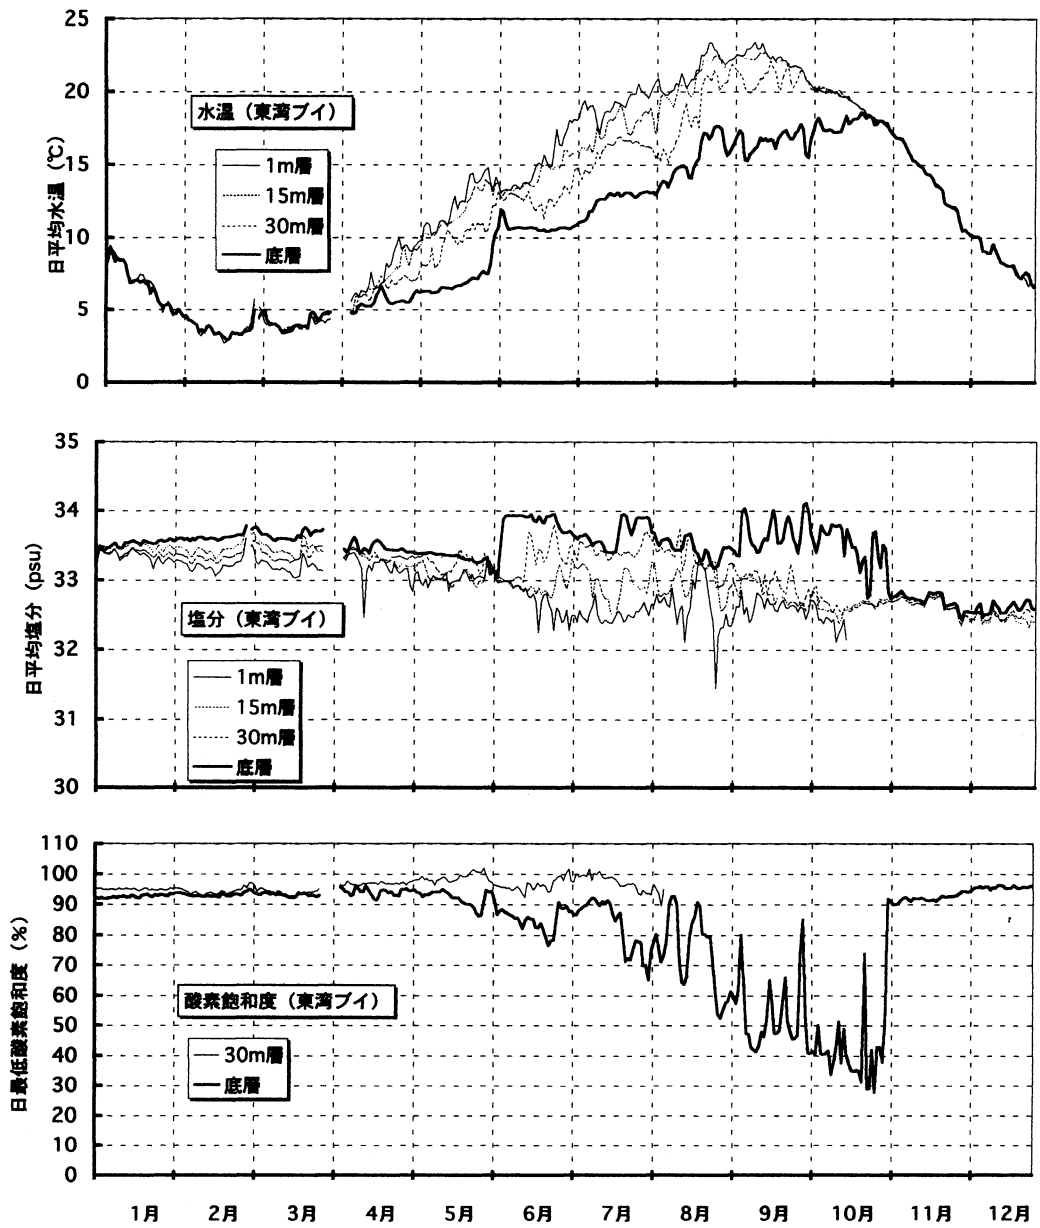 25
20
15
10
5
0
日平均水温（℃）
水温（東湾ブイ）
1m層
15m層
30m層
底層
35
34
33
32
31
30
日平均塩分（psu）
塩分（東湾ブイ）
1m層
15m層
30m層
底層
110
100
90
80
70
60
50
40
30
20
10
0
日最低酸素飽和度（%）
酸素飽和度（東湾ブイ）
30m層
底層
1月 2月 3月 4月 5月 6月 7月 8月 9月 10月 11月 12月